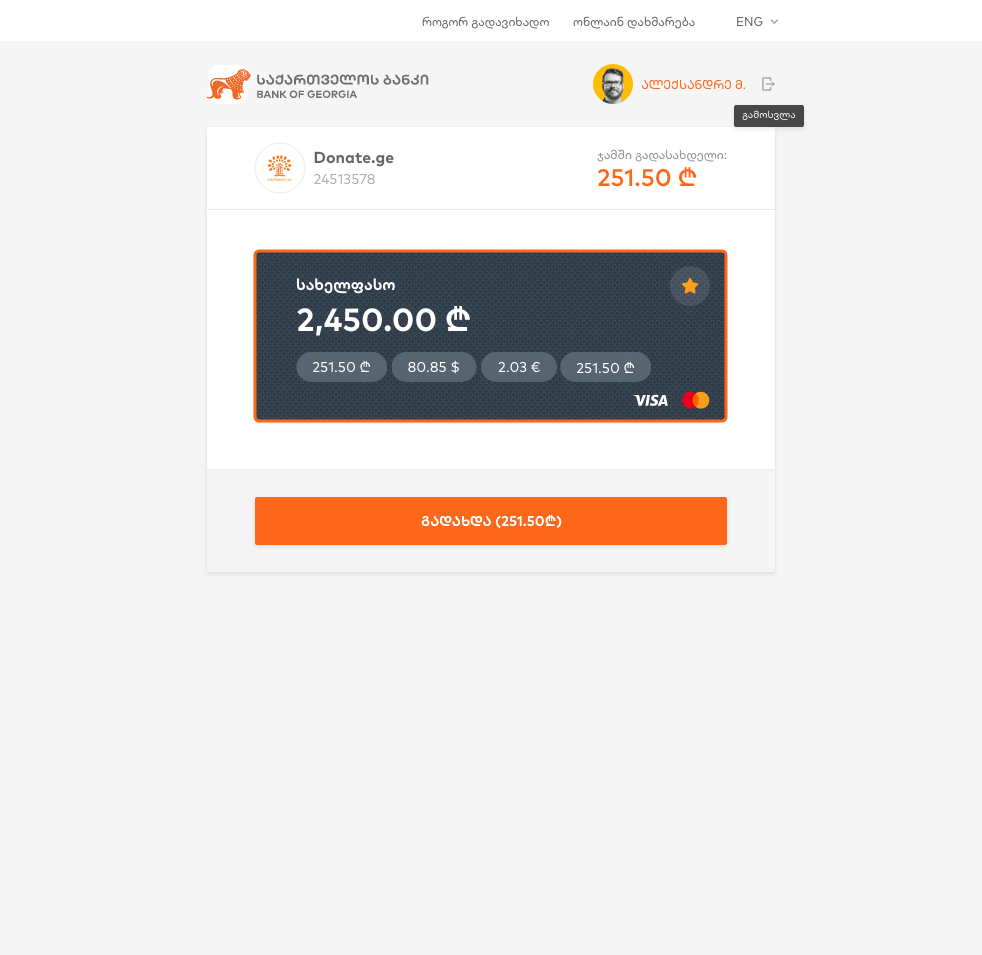 როგორ გადავიხადო
ონლაინ დახმარება
ENG
საქართველოს ბანკი
BANK OF GEORGIA
ალექსანდრე მ.
გამოსვლა
Donate.ge
24513578
ჯამში გადასახდელი:
251.50 ₾
სახელფასო
2,450.00 ₾
251.50 ₾
80.85 $
2.03 €
251.50 ₾
VISA
გადახდა (251.50₾)